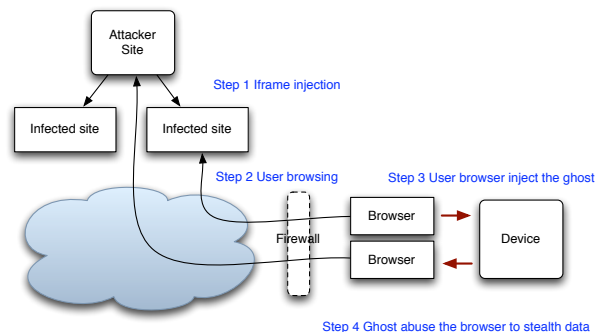 Attacker
Site
Step 1 Iframe injection
Infected site
Infected site
Step 2 User browsing
Step 3 User browser inject the ghost
Browser
Firewall
Device
Browser
Step 4 Ghost abuse the browser to stealth data